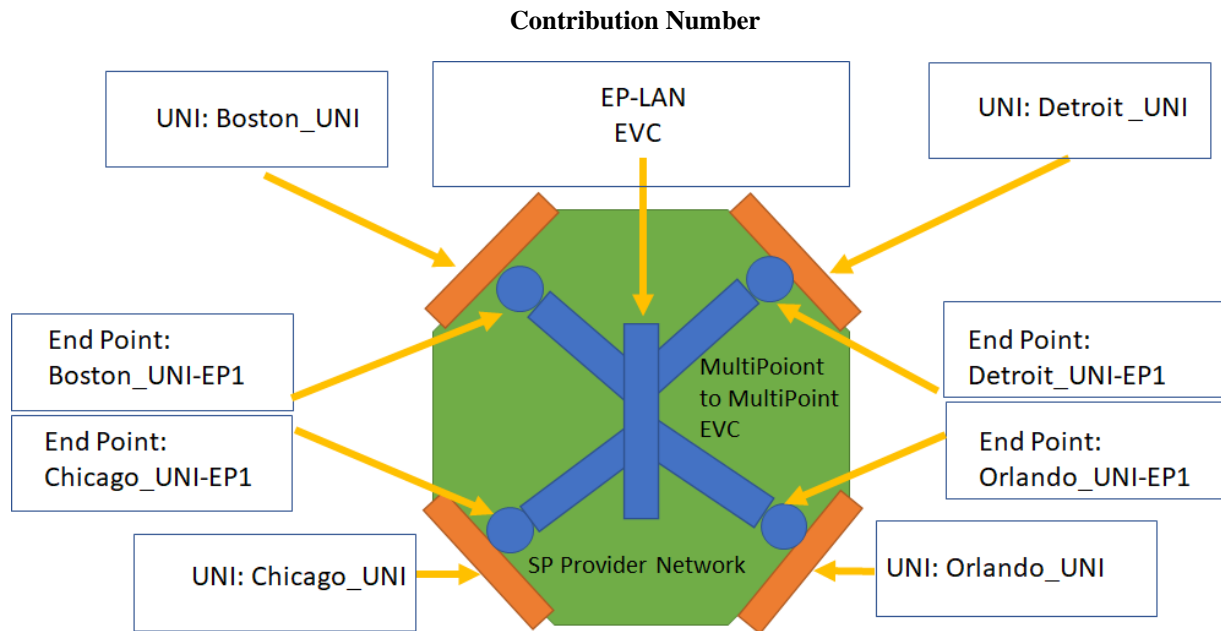 Contribution Number
UNI: Boston_UNI
EP-LAN
EVC
UNI: Detroit _UNI
End Point:
Boston_UNI-EP1
End Point:
Detroit_UNI-EP1
MultiPoiont
to MultiPoint
EVC
End Point:
Chicago_UNI-EP1
End Point:
Orlando_UNI-EP1
SP Provider Network
UNI: Chicago_UNI
UNI: Orlando_UNI